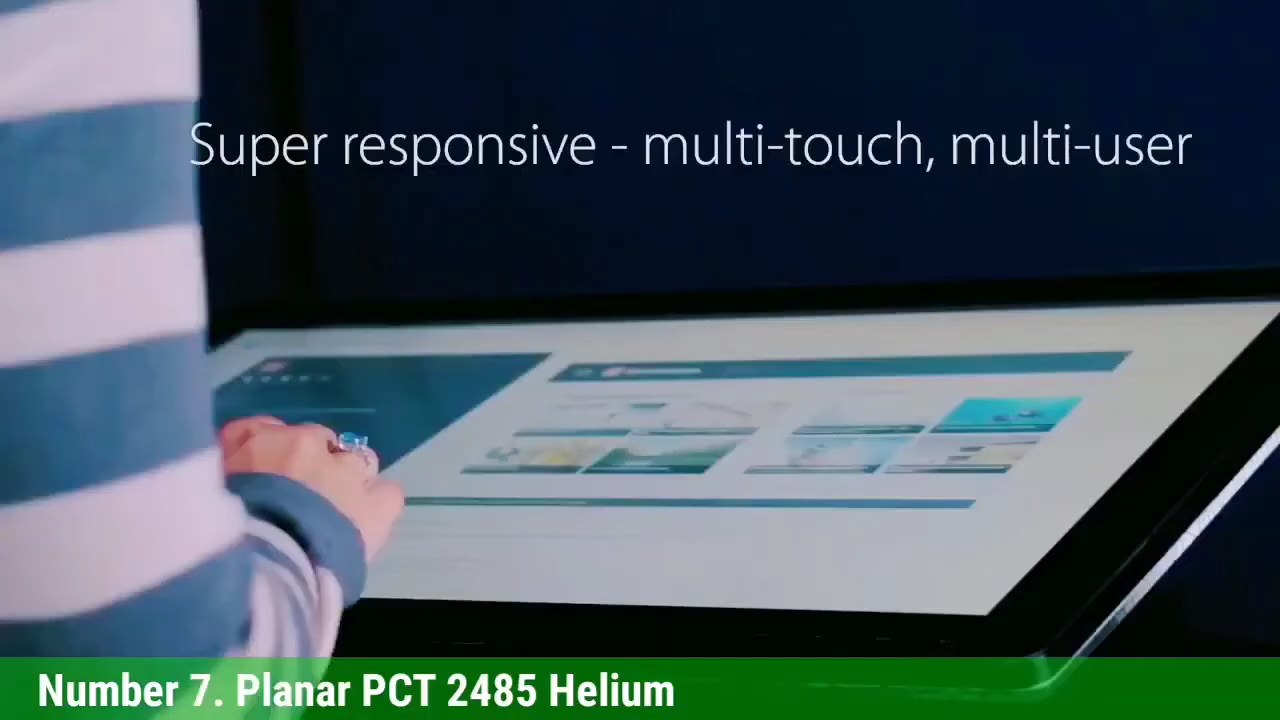 Super responsive - multi-touch, multi-user
Number 7. Planar PCT 2485 Helium